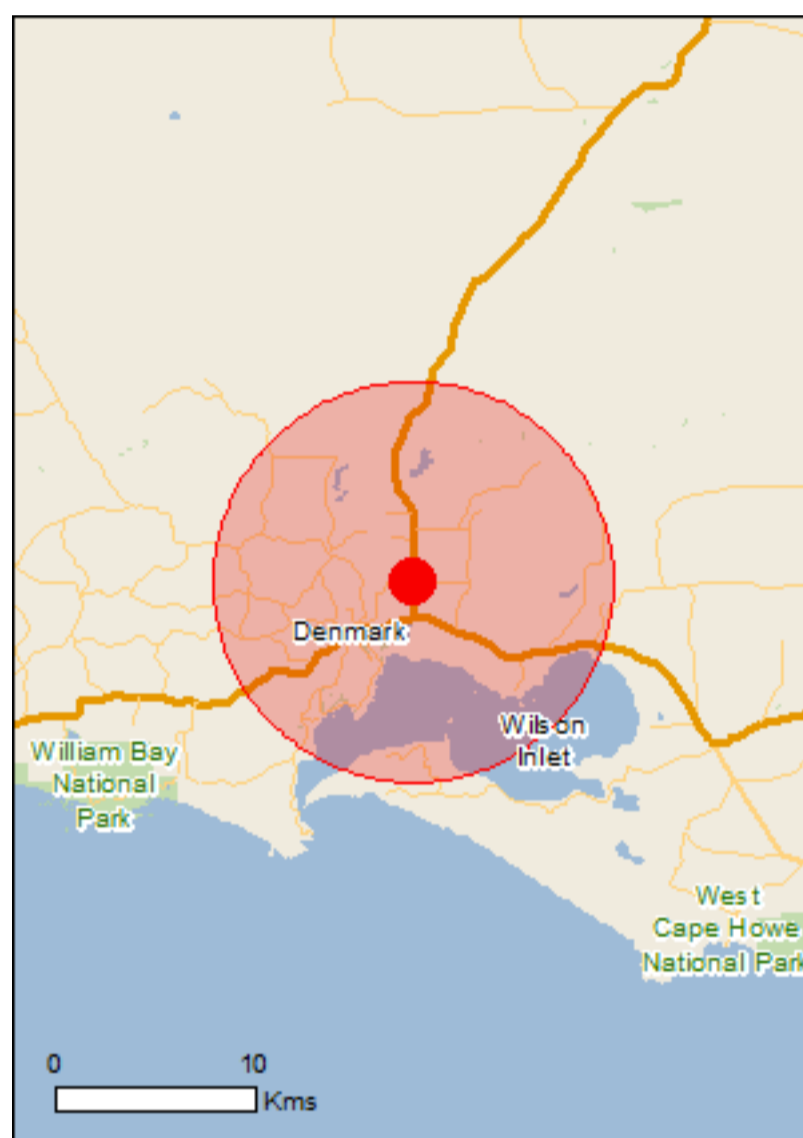 Denmark
Wilson
Inlet
William Bay
National
Park
West
Cape Howe
National Park
0 10
Kms